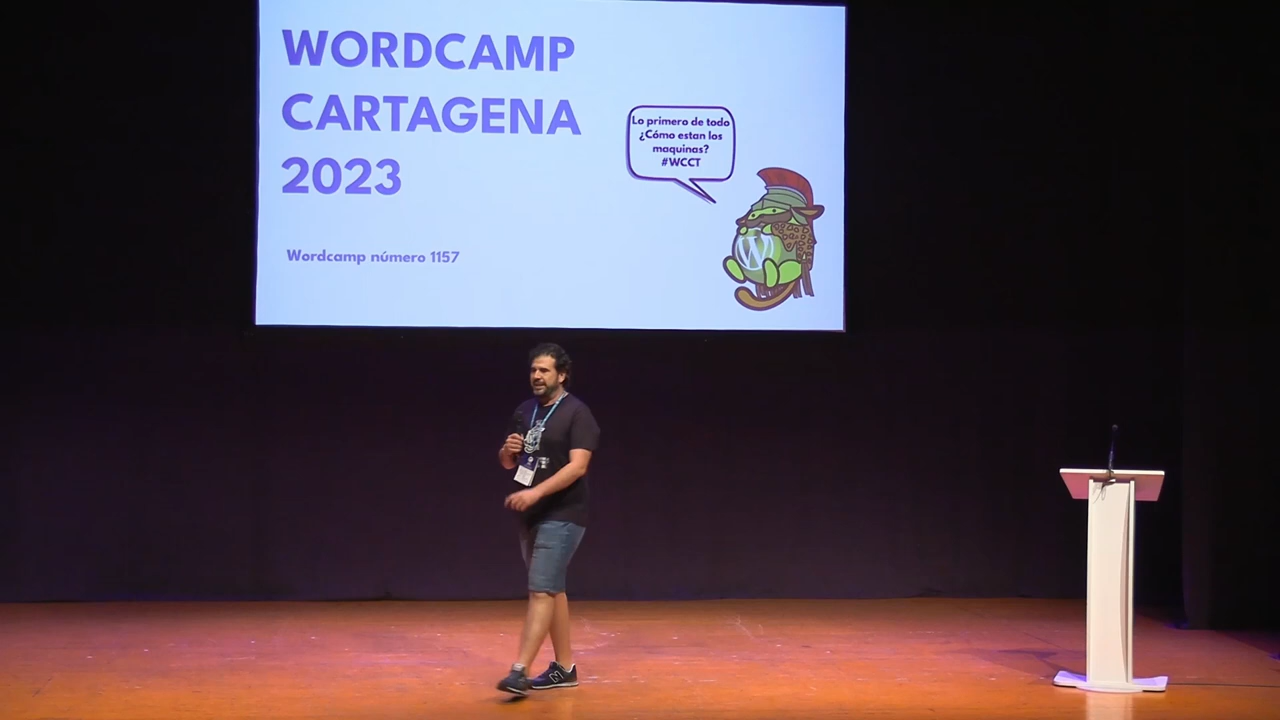 WORDCAMP
CARTAGENA
2023
Wordcamp número 1157
Lo primero de todo
¿Cómo estan los
maquinas?
#WCCT
W
N